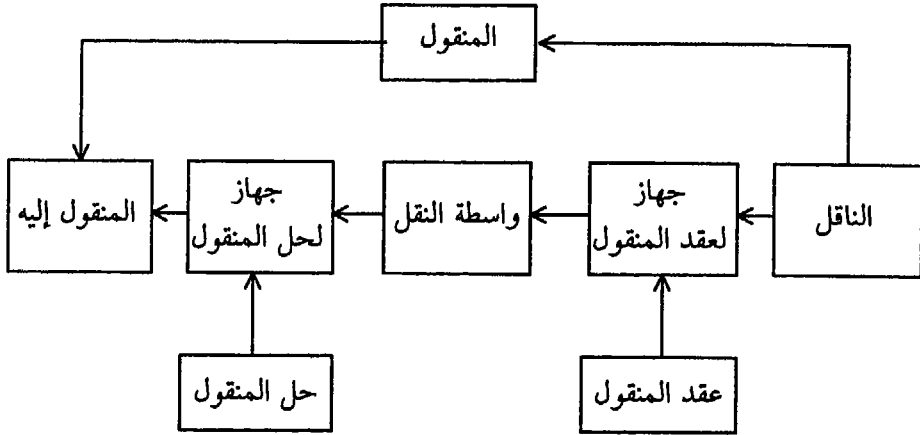 المنقول
الناقل
جهاز
لعقد المنقول
واسطة النقل
جهاز
لحل المنقول
المنقول إليه
عقد المنقول
حل المنقول